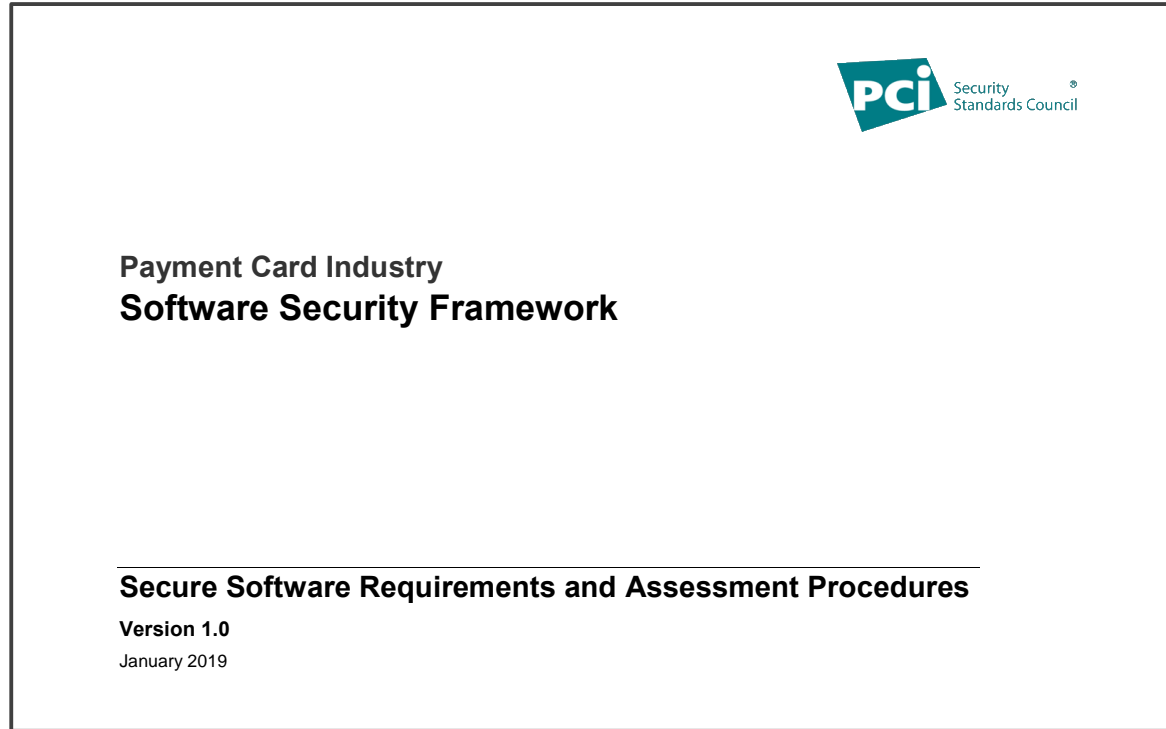 PCI Security ®
Standards Council
Payment Card Industry
Software Security Framework
Secure Software Requirements and Assessment Procedures
Version 1.0
January 2019